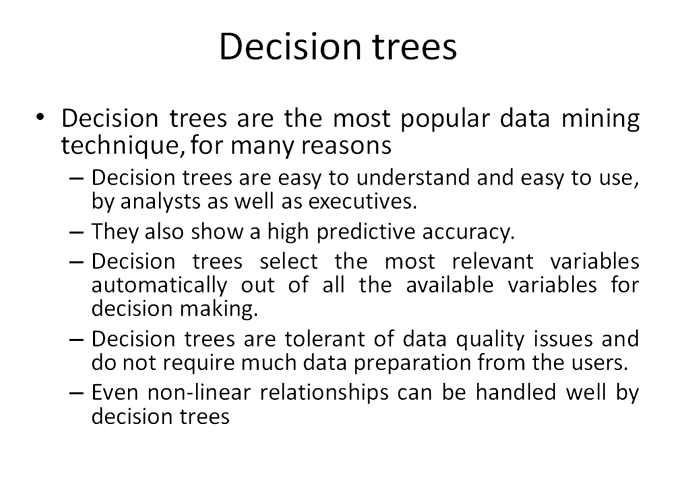 Decision trees
• Decision trees are the most popular data mining
technique, for many reasons
– Decision trees are easy to understand and easy to use,
by analysts as well as executives.
– They also show a high predictive accuracy.
– Decision trees select the most relevant variables
automatically out of all the available variables for
decision making.
– Decision trees are tolerant of data quality issues and
do not require much data preparation from the users.
– Even non-linear relationships can be handled well by
decision trees